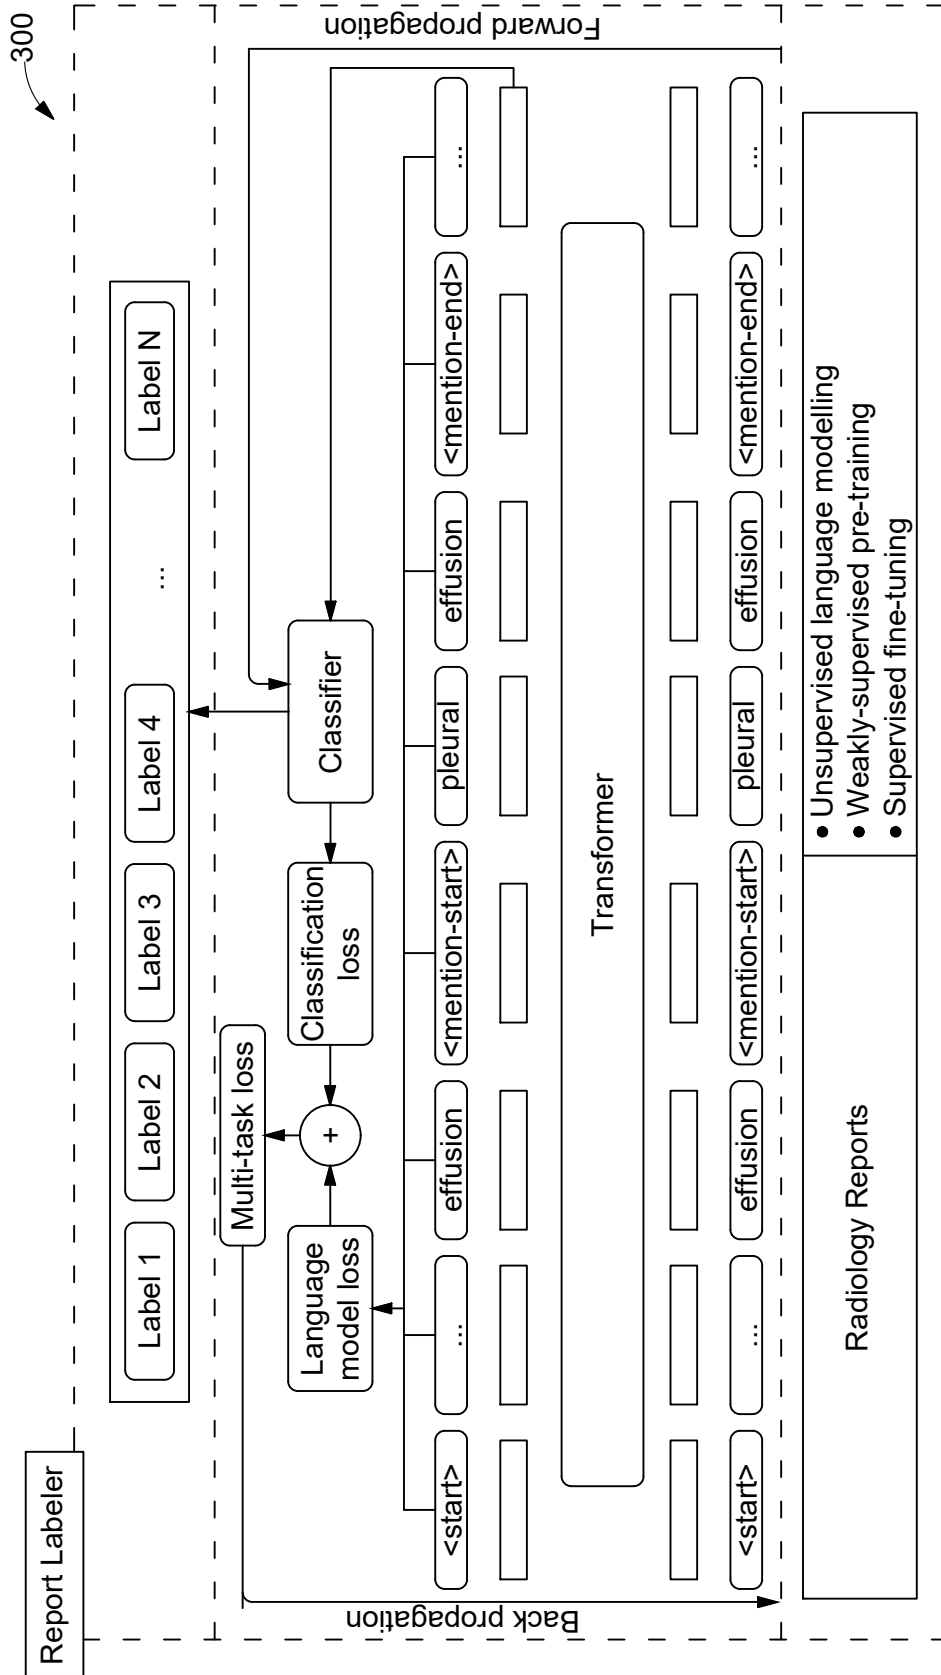 300
Report Labeler
Label 1
Label 2
Label 3
Label 4
...
Label N
Multi-task loss
Language
model loss
+
Classification
loss
Classifier
Back propagation
Forward propagation
<start>
...
effusion
<mention-start>
pleural
effusion
<mention-end>
...
Transformer
<start>
...
effusion
<mention-start>
pleural
effusion
<mention-end>
...
Radiology Reports
• Unsupervised language modelling
• Weakly-supervised pre-training
• Supervised fine-tuning